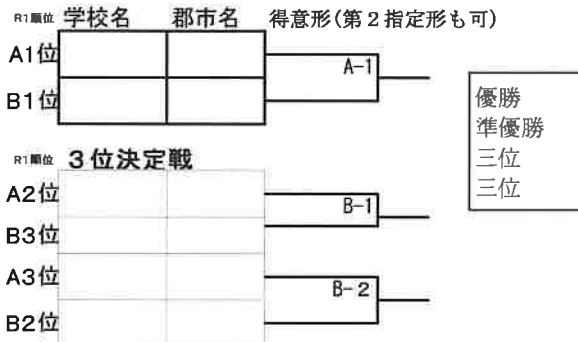 R1順位 学校名 郡市名 得意形(第2指定形も可)
A1位
A-1
B1位
優勝
準優勝
三位
三位
R1順位 3位決定戦
A2位
B-1
B3位
A3位
B-2
B2位